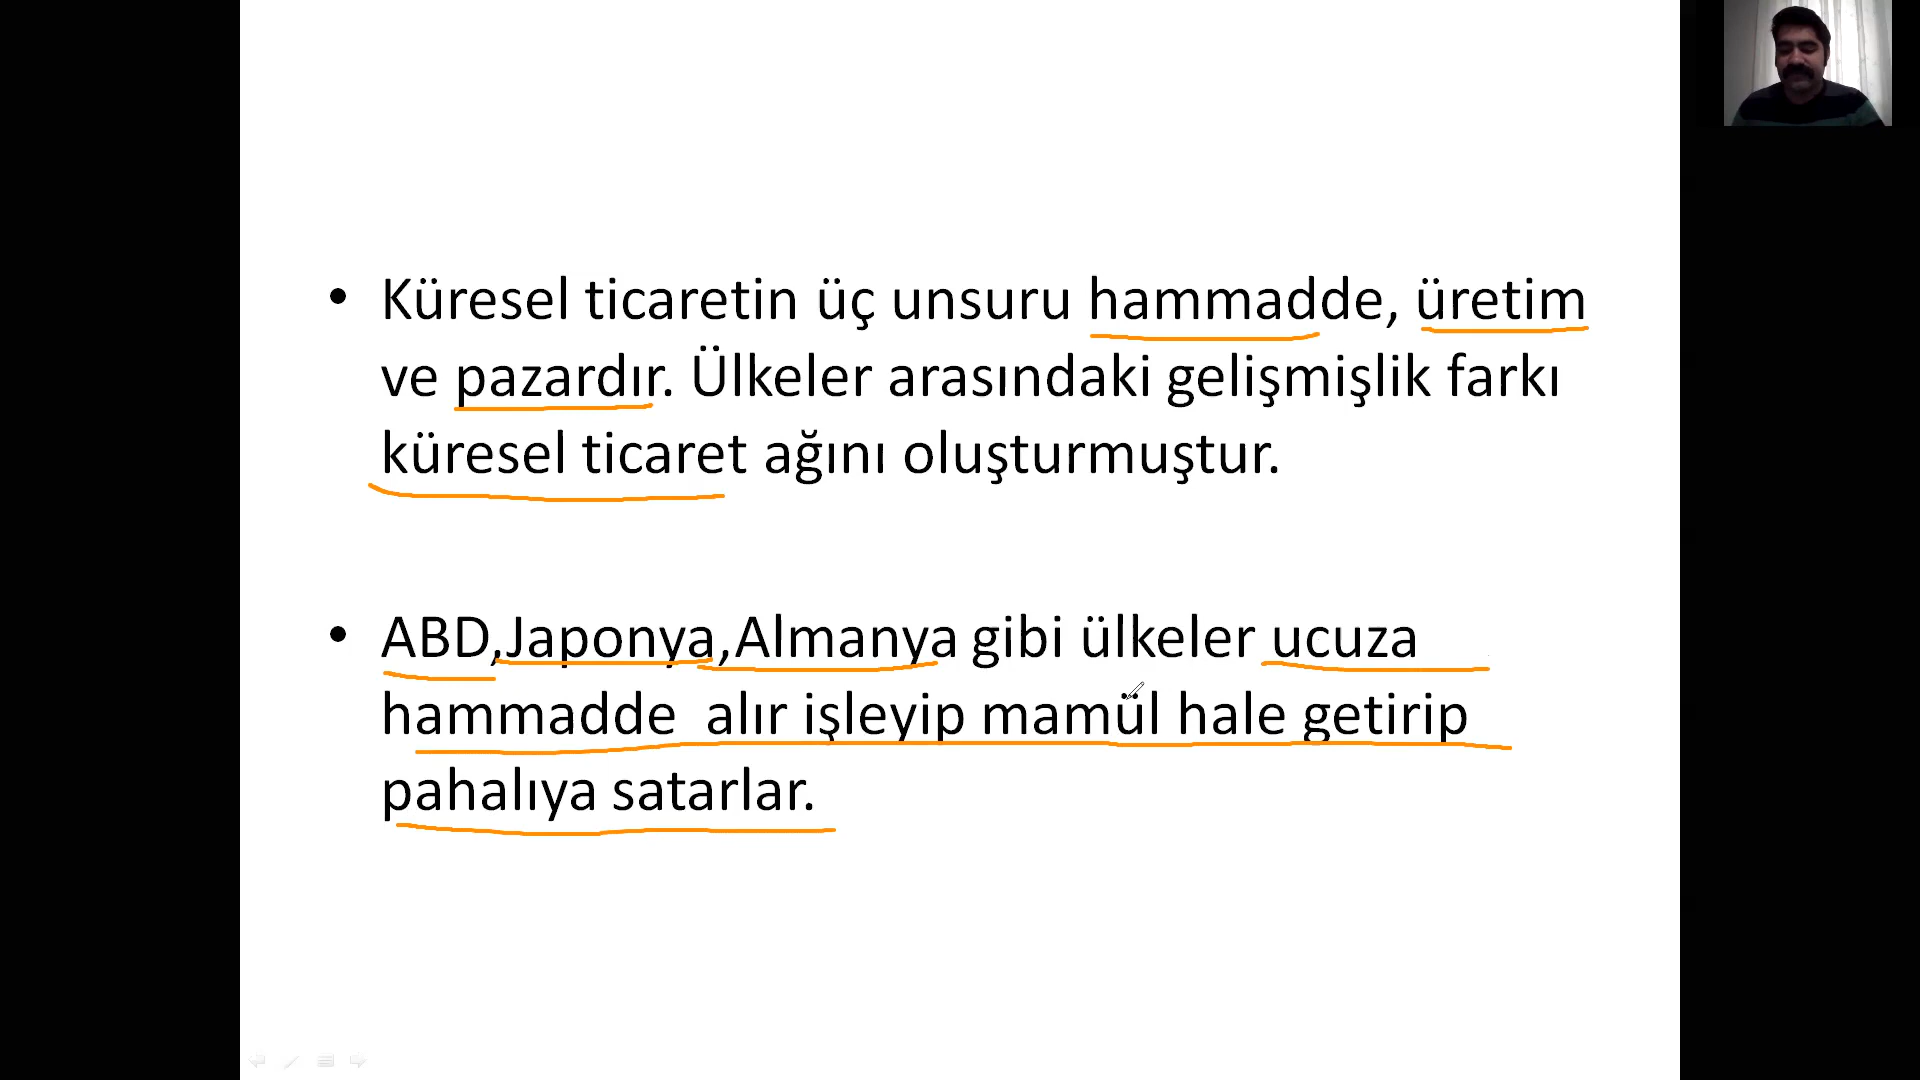 • Küresel ticaretin üç unsuru hammadde, üretim
ve pazardır. Ülkeler arasındaki gelişmişlik farkı
küresel ticaret ağını oluşturmuştur.
• ABD,Japonya,Almanya gibi ülkeler ucuza
hammadde  alır işleyip mamül hale getirip
pahalıya satarlar.